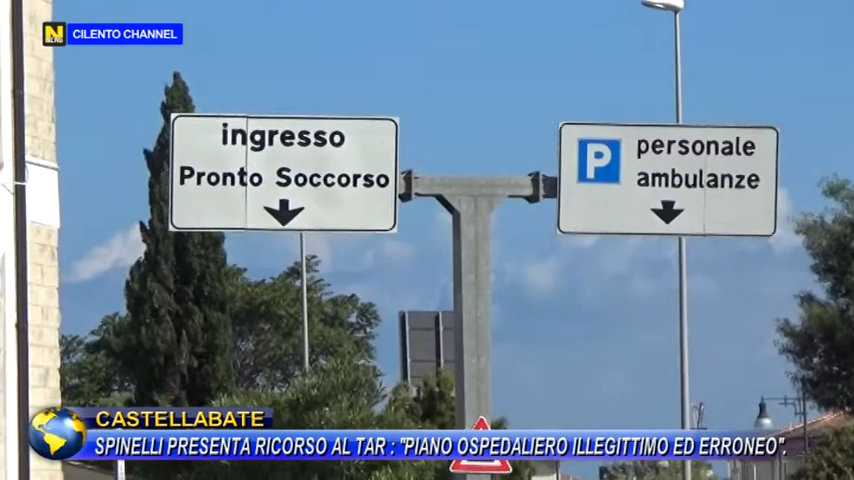 N
CILENTO CHANNEL
ingresso
Pronto Soccorso
P personale
ambulanze
CASTELLABATE
SPINELLI PRESENTA RICORSO AL TAR : "PIANO OSPEDALIERO ILLEGITTIMO ED ERRONEO".